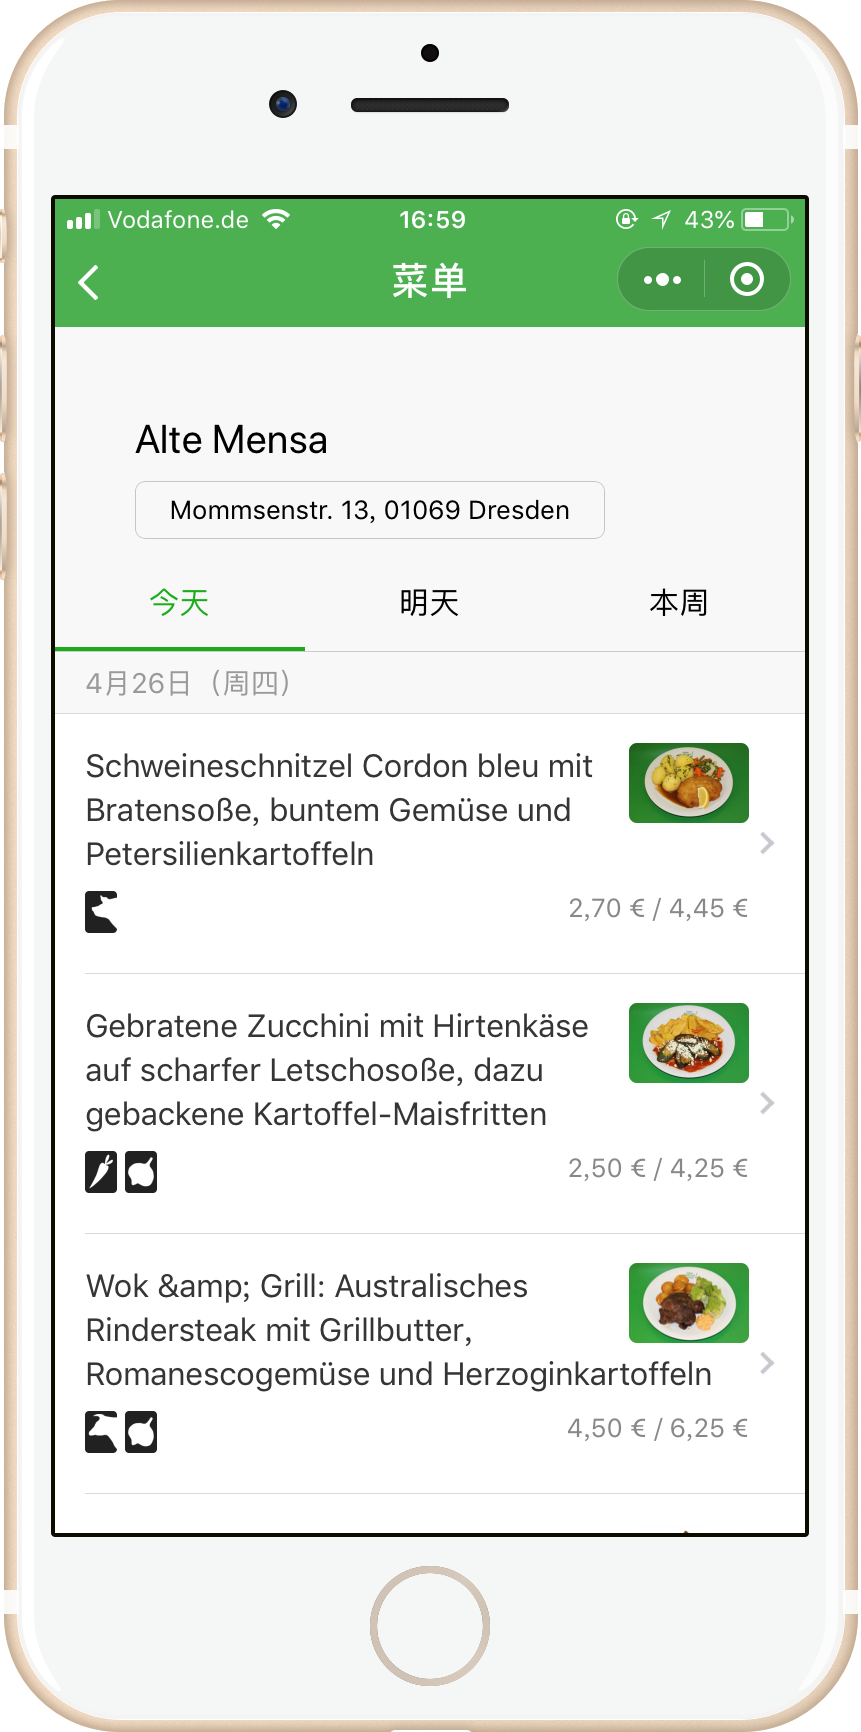 Vodafone.de 16:59 43%
菜单
Alte Mensa
Mommsenstr. 13, 01069 Dresden
今天 明天 本周
4月26日（周四）
Schweineschnitzel Cordon bleu mit
Bratensoße, buntem Gemüse und
Petersilienkartoffeln
2,70 € / 4,45 €
Gebratene Zucchini mit Hirtenkäse
auf scharfer Letschosoße, dazu
gebackene Kartoffel-Maisfritten
2,50 € / 4,25 €
Wok &amp; Grill: Australisches
Rindersteak mit Grillbutter,
Romanescogemüse und Herzoginkartoffeln
4,50 € / 6,25 €